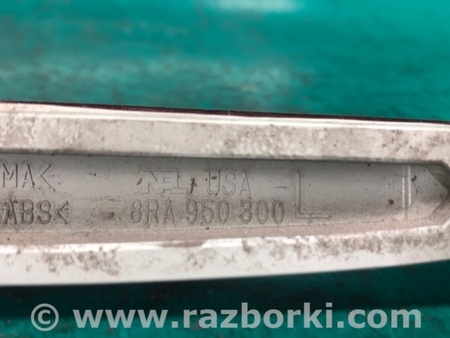 MA< USA
ABS< 8RA 950 300 L
© www.razborki.com